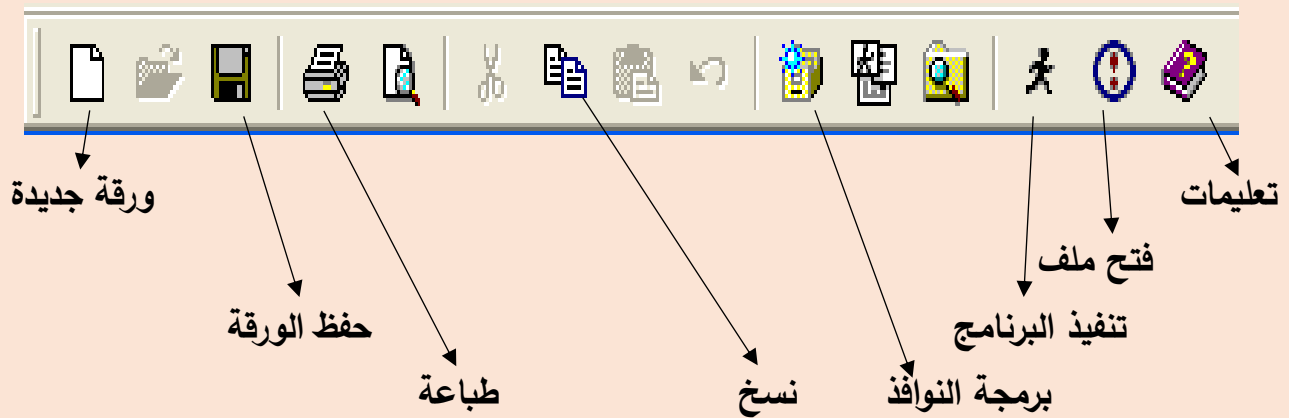 ورقة جديدة
تعليمات
فتح ملف
حفظ الورقة
تنفيذ البرنامج
طباعة
نسخ
برمجة النوافذ